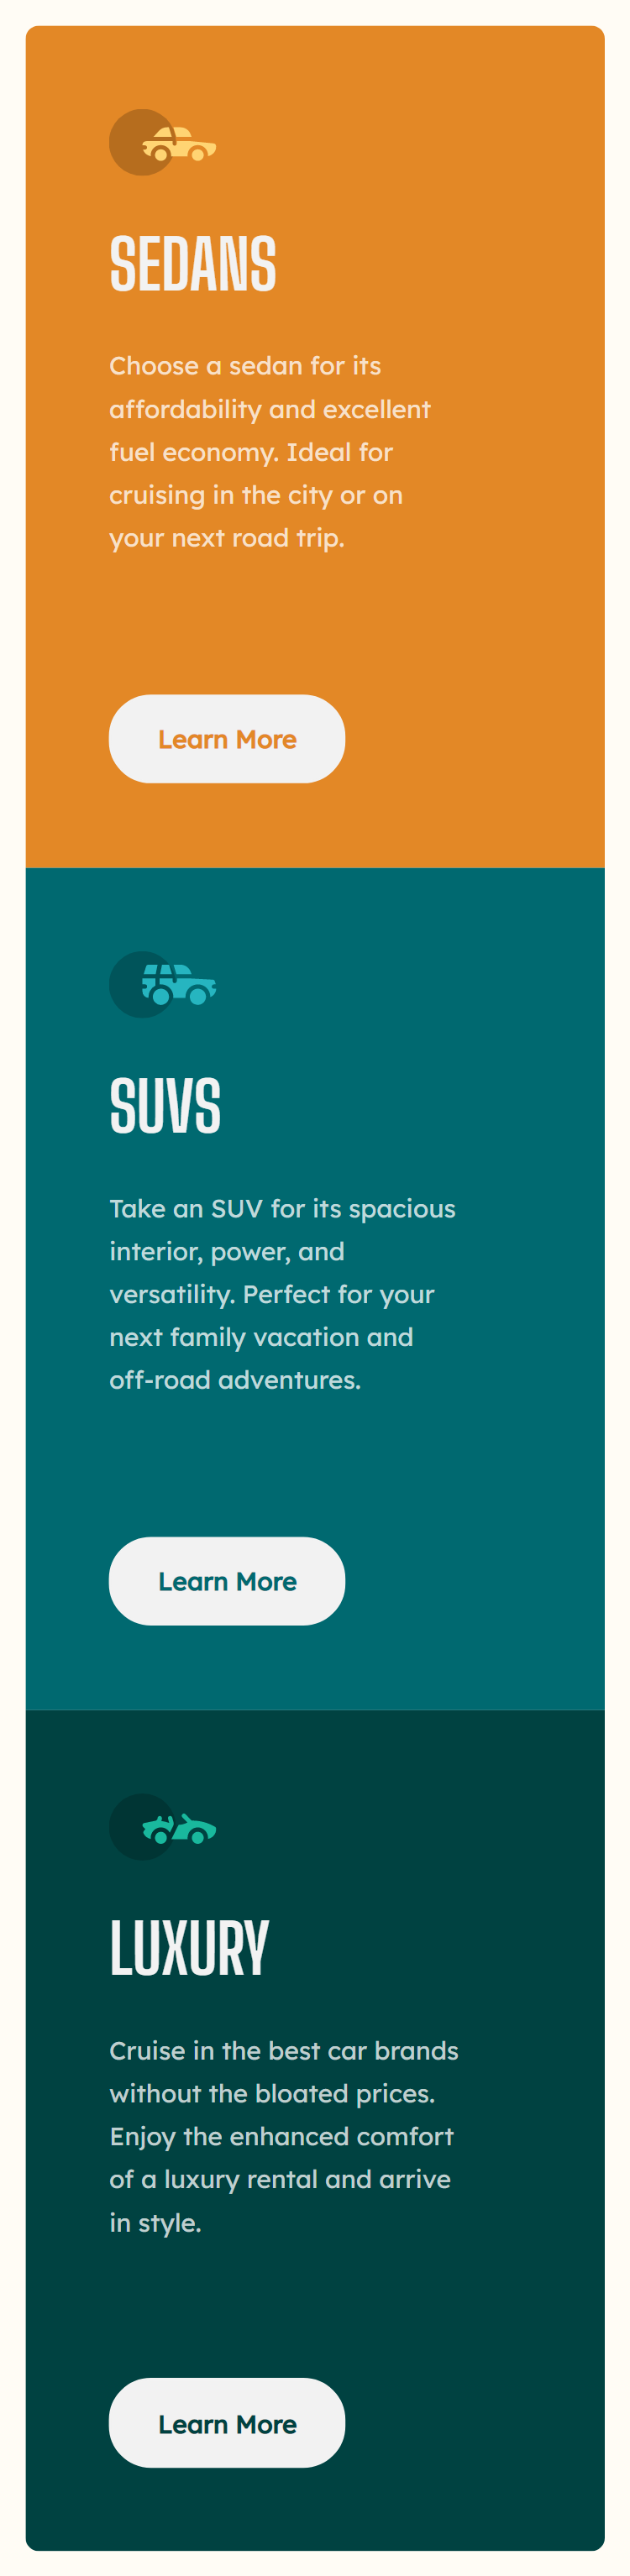 SEDANS
Choose a sedan for its
affordability and excellent
fuel economy. Ideal for
cruising in the city or on
your next road trip.
Learn More
SUVS
Take an SUV for its spacious
interior, power, and
versatility. Perfect for your
next family vacation and
off-road adventures.
Learn More
LUXURY
Cruise in the best car brands
without the bloated prices.
Enjoy the enhanced comfort
of a luxury rental and arrive
in style.
Learn More